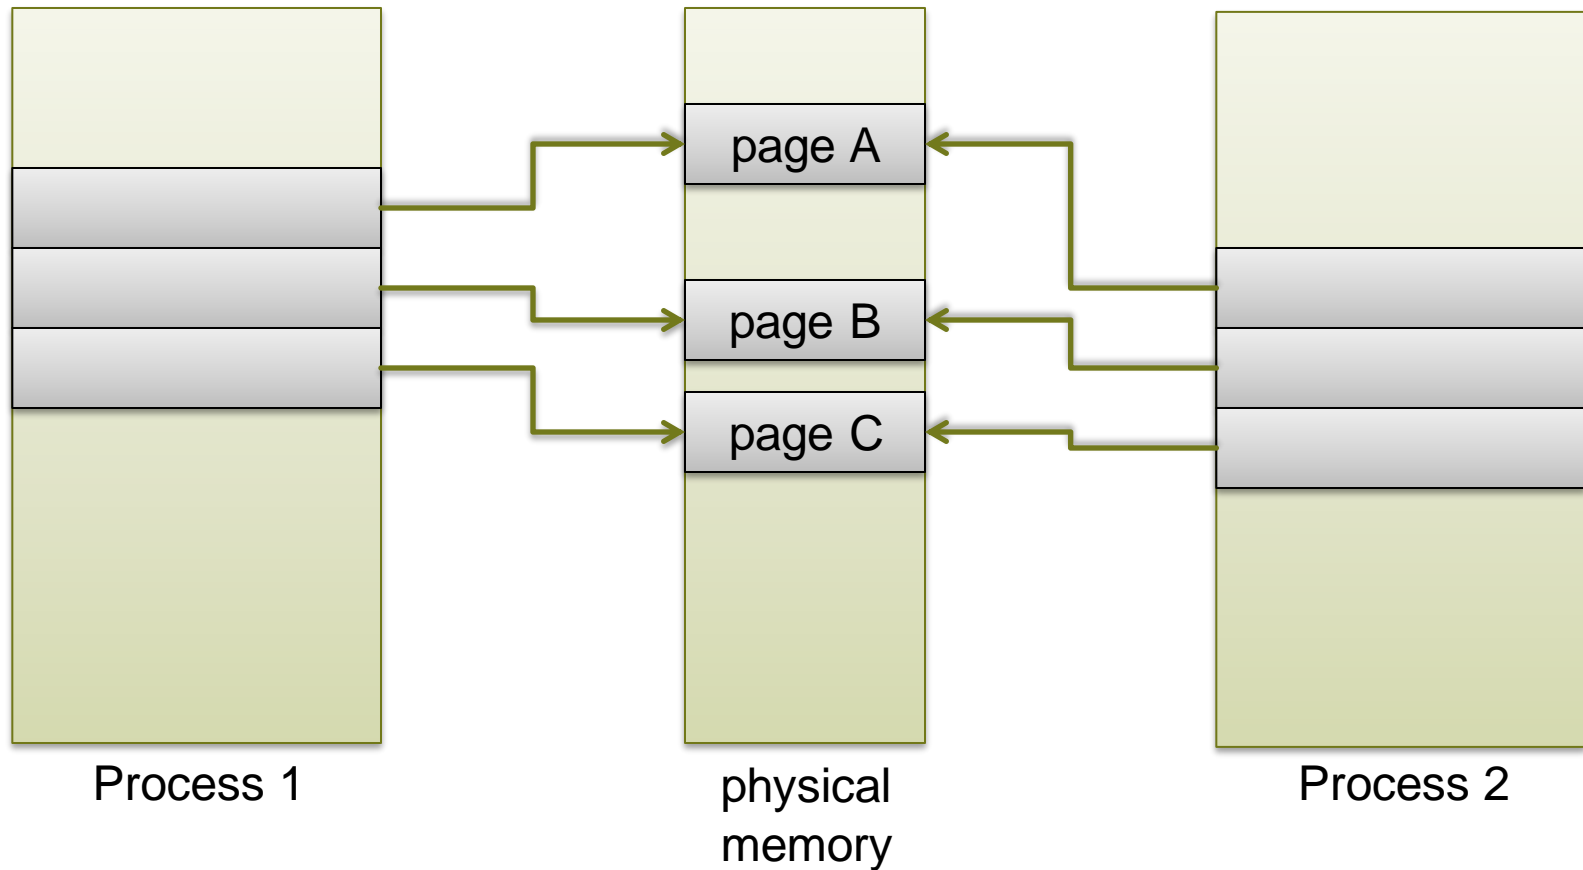 page A
page B
page C
Process 1
physical
memory
Process 2